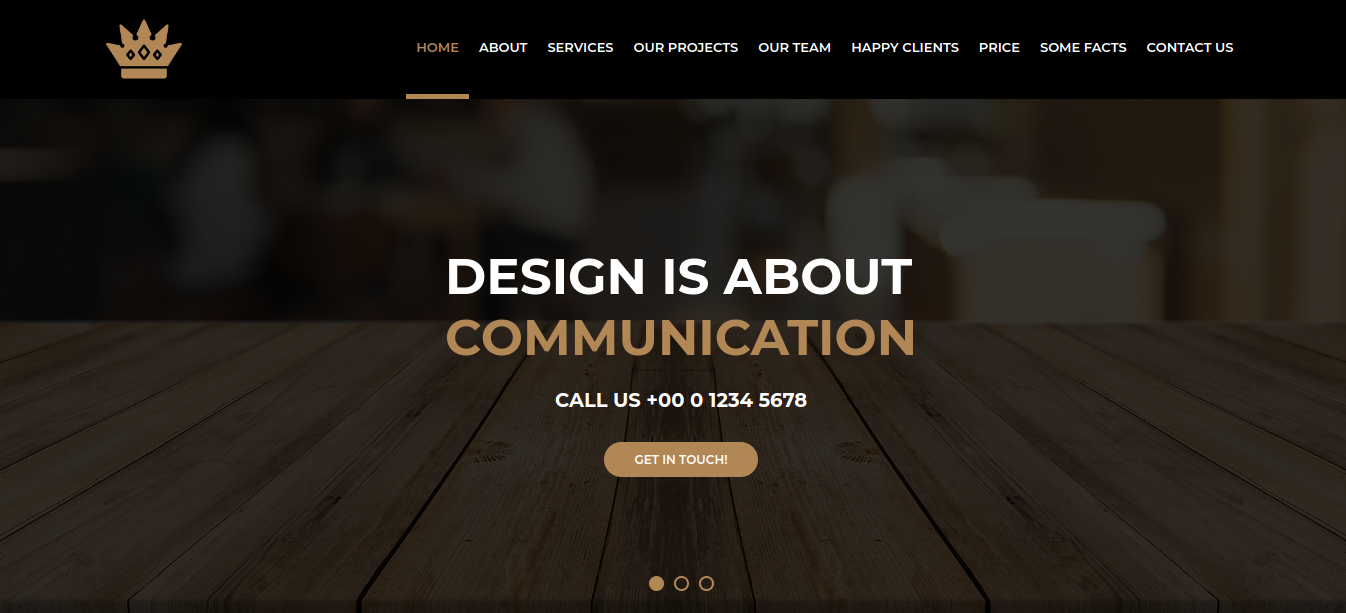 HOME ABOUT SERVICES OUR PROJECTS OUR TEAM HAPPY CLIENTS PRICE SOME FACTS CONTACT US
DESIGN IS ABOUT
COMMUNICATION
CALL US +00 0 1234 5678
GET IN TOUCH!